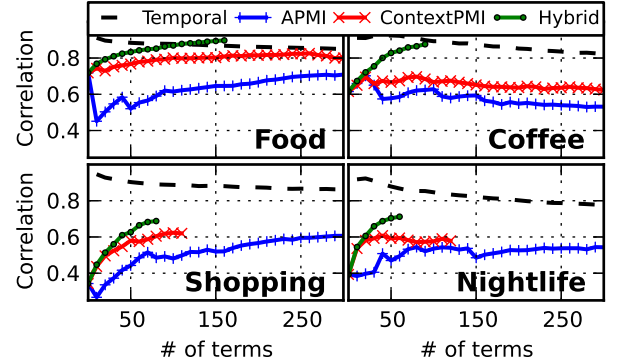 Temporal APMI ContextPMI Hybrid
Correlation
0.8
0.6
0.4
Food
Coffee
Correlation
0.8
0.6
0.4
Shopping
Nightlife
50 150 250 50 150 250
# of terms # of terms